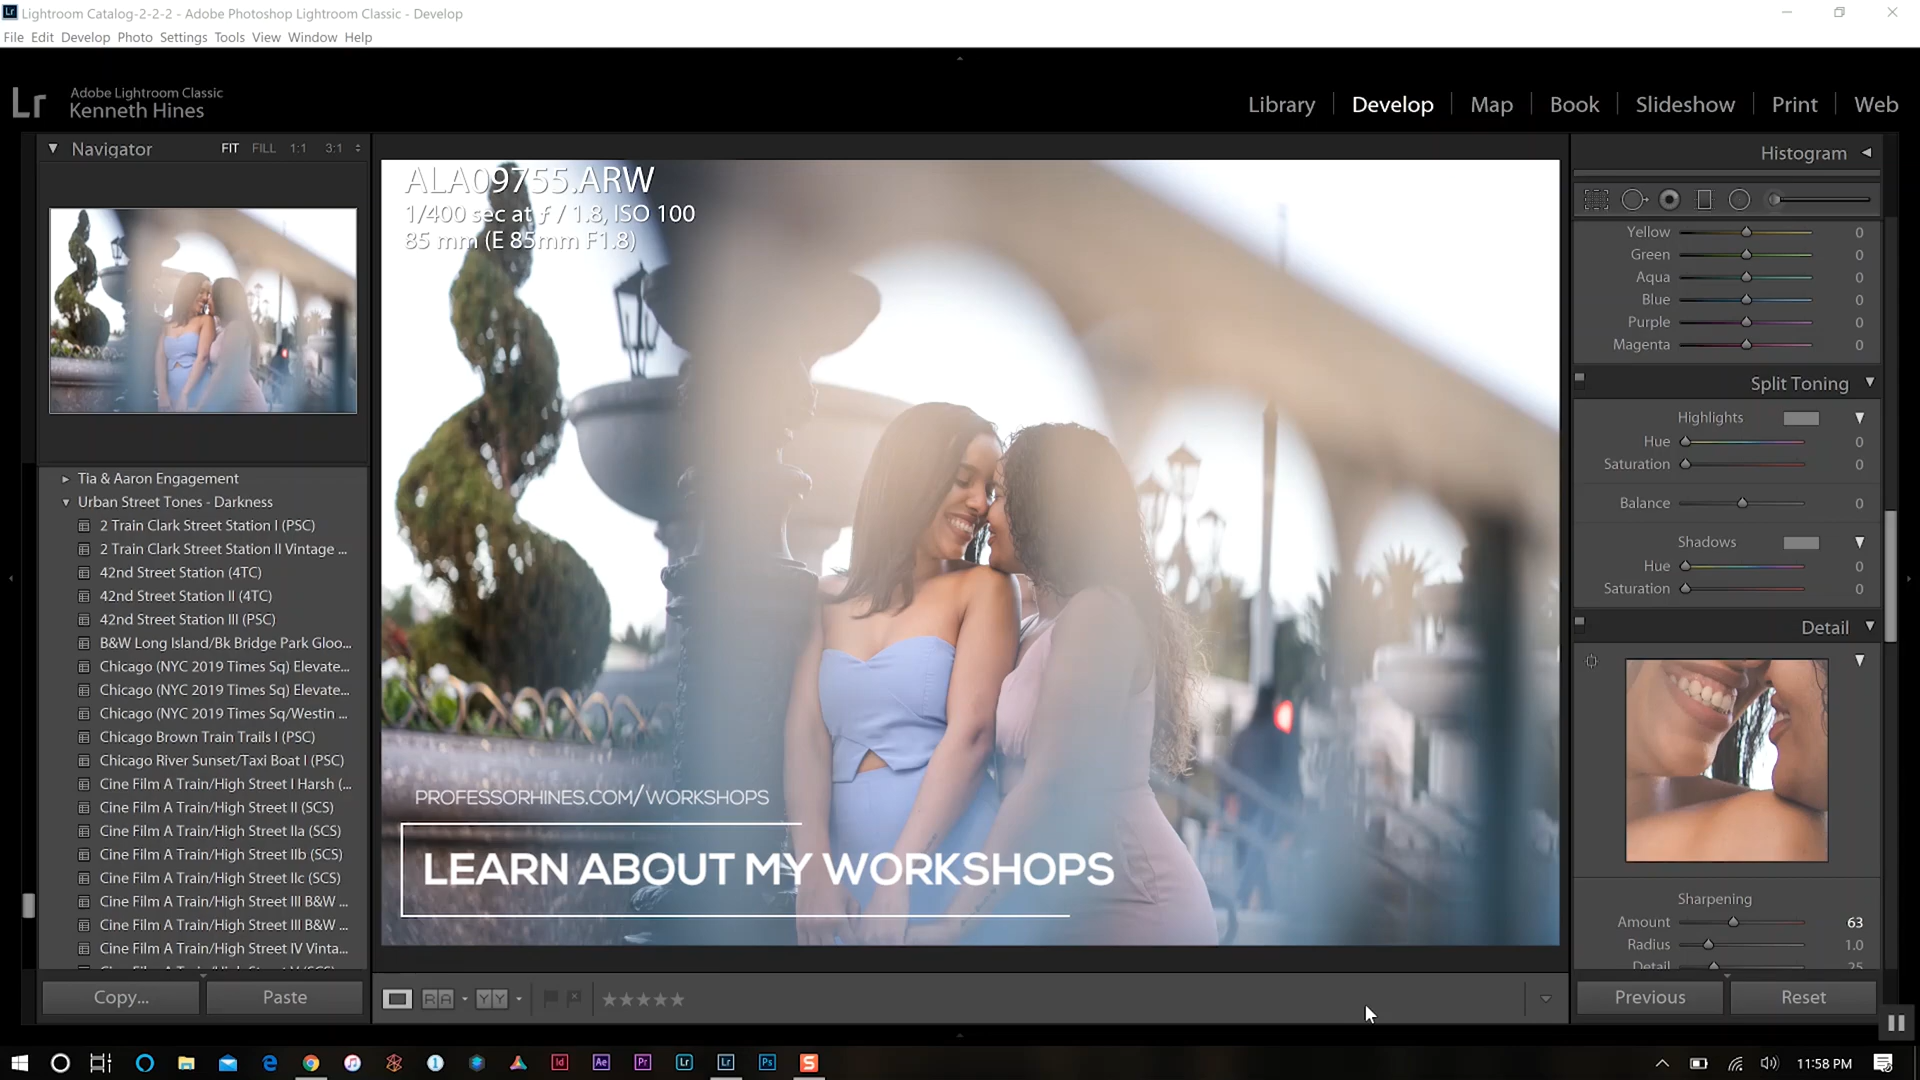 Lightroom Catalog-2-2-2 - Adobe Photoshop Lightroom Classic - Develop
File Edit Develop Photo Settings Tools View Window Help
Lr
Adobe Lightroom Classic
Kenneth Hines
Library
Develop
Map
Book
Slideshow
Print
Web
Navigator
FIT FILL 1:1 3:1
Tia & Aaron Engagement
Urban Street Tones - Darkness
2 Train Clark Street Station I (PSC)
2 Train Clark Street Station II Vintage ...
42nd Street Station (4TC)
42nd Street Station II (4TC)
42nd Street Station III (PSC)
B&W Long Island/Bk Bridge Park Gloo...
Chicago (NYC 2019 Times Sq) Elevate...
Chicago (NYC 2019 Times Sq) Elevate...
Chicago (NYC 2019 Times Sq/Westin ...
Chicago Brown Train Trails I (PSC)
Chicago River Sunset/Taxi Boat I (PSC)
Cine Film A Train/High Street I Harsh (...
Cine Film A Train/High Street II (SCS)
Cine Film A Train/High Street IIa (SCS)
Cine Film A Train/High Street IIb (SCS)
Cine Film A Train/High Street IIc (SCS)
Cine Film A Train/High Street III B&W ...
Cine Film A Train/High Street III B&W ...
Cine Film A Train/High Street IV Vinta...
Copy...
Paste
ALA09755.ARW
1/400 sec at ƒ / 1.8, ISO 100
85 mm (E 85mm F1.8)
PROFESSORHINES.COM/WORKSHOPS
LEARN ABOUT MY WORKSHOPS
RA
YY
Histogram
Yellow 0
Green 0
Aqua 0
Blue 0
Purple 0
Magenta 0
Split Toning
Highlights
Hue 0
Saturation 0
Balance 0
Shadows
Hue 0
Saturation 0
Detail
Sharpening
Amount 63
Radius 1.0
Detail 25
Previous
Reset
Id
Ae
Pr
Lr
Lr
Ps
S
11:58 PM